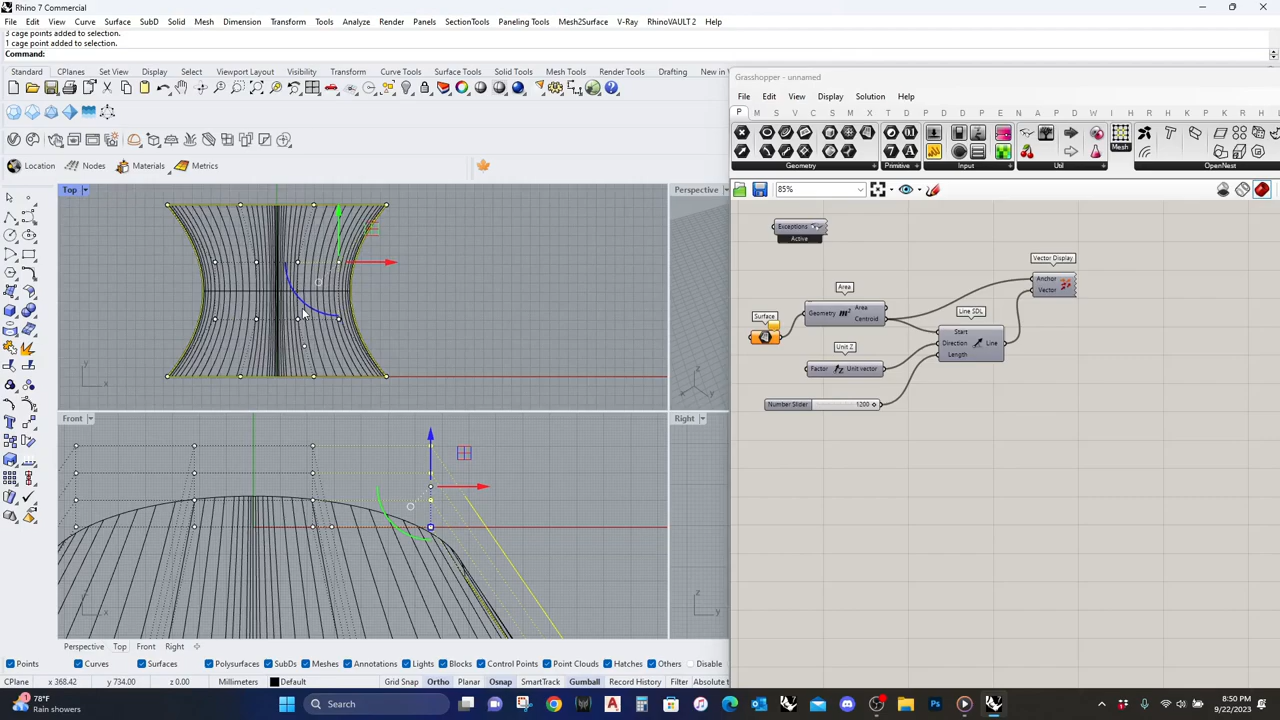 Rhino 7 Commercial
File Edit View Curve Surface SubD Solid Mesh Dimension Transform Tools Analyze Render Panels SectionTools Paneling Tools Mesh2Surface V-Ray RhinoVAULT 2 Help
3 cage points added to selection.
1 cage point added to selection.
Command:
Standard CPlanes Set View Display Select Viewport Layout Visibility Transform Curve Tools Surface Tools Solid Tools Mesh Tools Render Tools Drafting New in V
Location Nodes Materials Metrics
Top
Perspective
y
x
z
x
Front
Right
z
x
z
y
Perspective Top Front Right
Points Curves Surfaces Polysurfaces SubDs Meshes Annotations Lights Blocks Control Points Point Clouds Hatches Others Disable
CPlane x 368.42 y 734.00 z 0.00 Millimeters Default Grid Snap Ortho Planar Osnap SmartTrack Gumball Record History Filter
Grasshopper - unnamed
File Edit View Display Solution Help
P M S V C S M X T D V W E M L K I H T S L P A B R N I
Geometry Primitive Input Util OpenNest
Mesh
85%
Exceptions
Active
Vector Display
Anchor
Vector
Area
Geometry m² Area
Centroid
Surface
Line SDL
Start
Direction Line
Length
Unit Z
Factor Unit vector
Number Slider 1200
78°F
Rain showers
Search
8:50 PM
9/22/2023